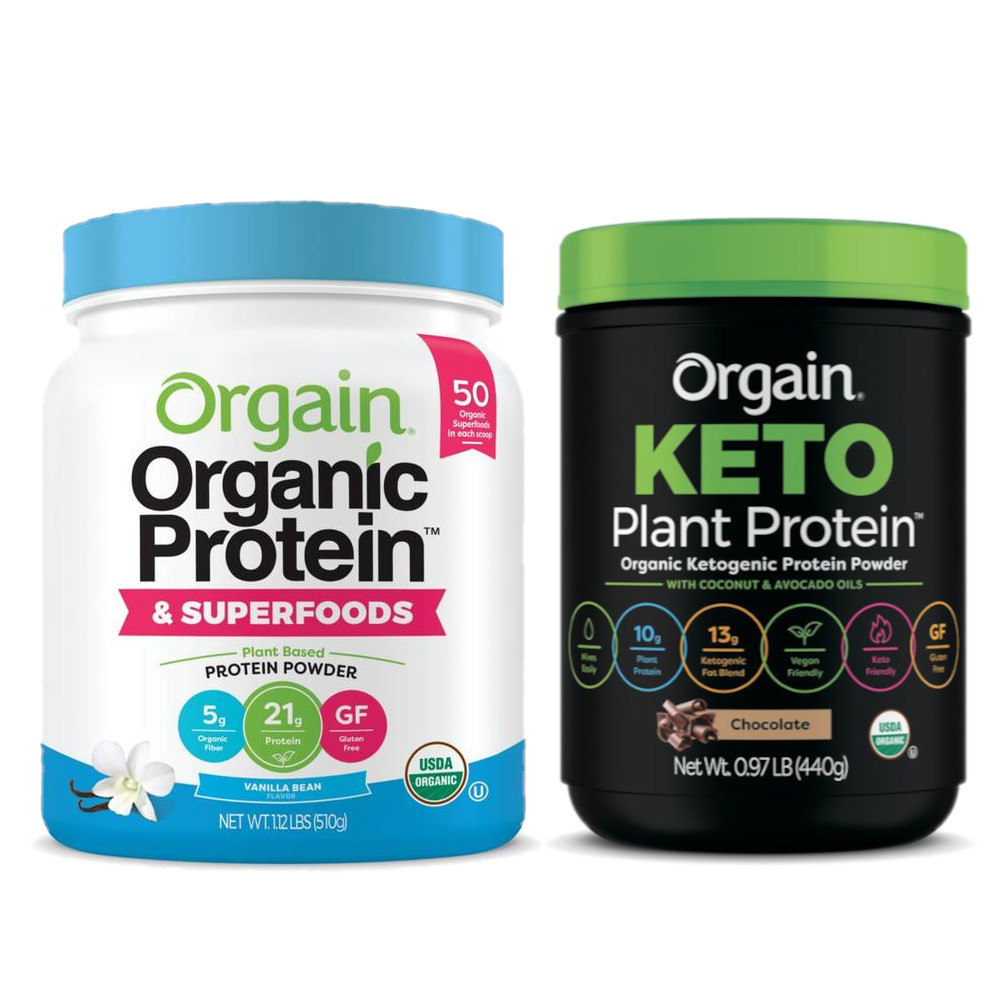 Orgain®
Organic
Protein™
& SUPERFOODS
Plant Based
PROTEIN POWDER
5g
Organic
Fiber
21g
Protein
GF
Gluten
Free
VANILLA BEAN
FLAVOR
NET WT. 1.12 LBS (510g)
50
Organic
Superfoods
in each scoop
USDA
ORGANIC
U
Orgain®
KETO
Plant Protein™
Organic Ketogenic Protein Powder
WITH COCONUT & AVOCADO OILS
Mixes
Easily
10g
Plant
Protein
13g
Ketogenic
Fat Blend
Vegan
Friendly
Keto
Friendly
GF
Gluten
Free
Chocolate
USDA
ORGANIC
U
Net Wt. 0.97 LB (440g)